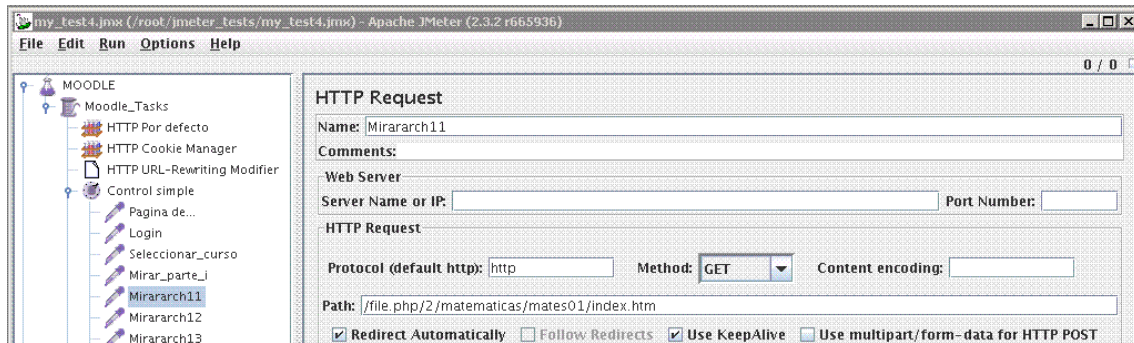 my_test4.jmx (/root/jmeter_tests/my_test4.jmx) - Apache JMeter (2.3.2 r665936)
File Edit Run Options Help
0 / 0
MOODLE
Moodle_Tasks
HTTP Por defecto
HTTP Cookie Manager
HTTP URL-Rewriting Modifier
Control simple
Pagina de...
Login
Seleccionar_curso
Mirar_parte_i
Mirararch11
Mirararch12
Mirararch13
HTTP Request
Name: Mirararch11
Comments:
Web Server
Server Name or IP: Port Number:
HTTP Request
Protocol (default http): http Method: GET Content encoding:
Path: /file.php/2/matematicas/mates01/index.htm
Redirect Automatically Follow Redirects Use KeepAlive Use multipart/form-data for HTTP POST